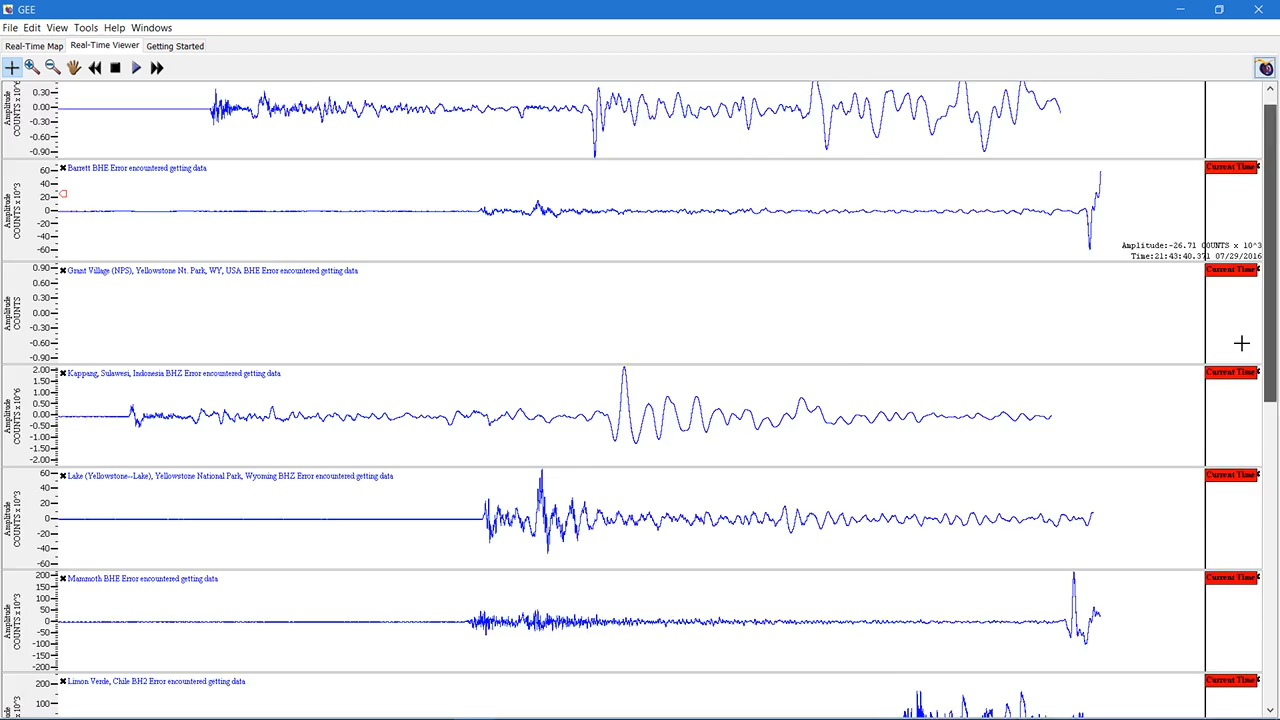 GEE
File Edit View Tools Help Windows
Real-Time Map Real-Time Viewer Getting Started
Amplitude
COUNTS x 10^6
0.30
0.00
-0.30
-0.60
-0.90
Barrett BHE Error encountered getting data
Current Time
Amplitude
COUNTS x 10^3
60
40
20
0
-20
-40
-60
Amplitude:-26.71 COUNTS x 10^3
Time:21:43:40.371 07/29/2016
Grant Village (NPS), Yellowstone Nt. Park, WY, USA BHE Error encountered getting data
Current Time
Amplitude
COUNTS
0.90
0.60
0.30
0.00
-0.30
-0.60
-0.90
Kappang, Sulawesi, Indonesia BHZ Error encountered getting data
Current Time
Amplitude
COUNTS x 10^6
2.00
1.50
1.00
0.50
0.00
-0.50
-1.00
-1.50
-2.00
Lake (Yellowstone--Lake), Yellowstone National Park, Wyoming BHZ Error encountered getting data
Current Time
Amplitude
COUNTS x 10^3
60
40
20
0
-20
-40
-60
Mammoth BHE Error encountered getting data
Current Time
Amplitude
COUNTS x 10^3
200
150
100
50
0
-50
-100
-150
-200
Limon Verde, Chile BH2 Error encountered getting data
Current Time
x 10^3
200
100